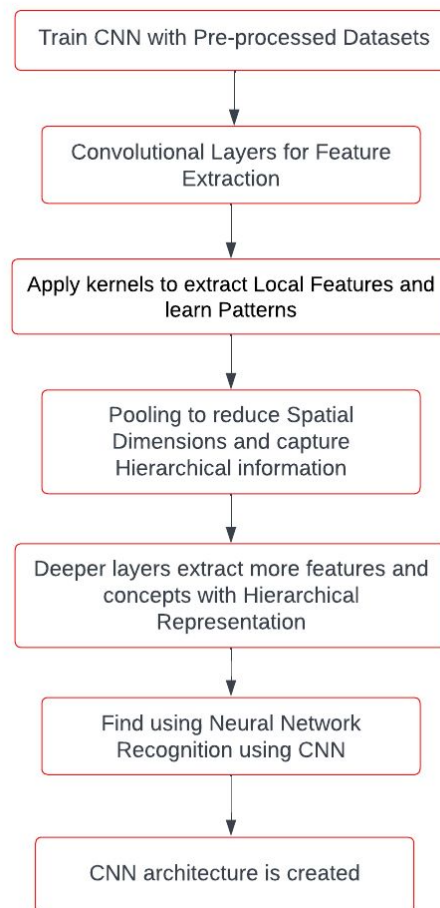 Train CNN with Pre-processed Datasets
Convolutional Layers for Feature
Extraction
Apply kernels to extract Local Features and
learn Patterns
Pooling to reduce Spatial
Dimensions and capture
Hierarchical information
Deeper layers extract more features and
concepts with Hierarchical
Representation
Find using Neural Network
Recognition using CNN
CNN architecture is created